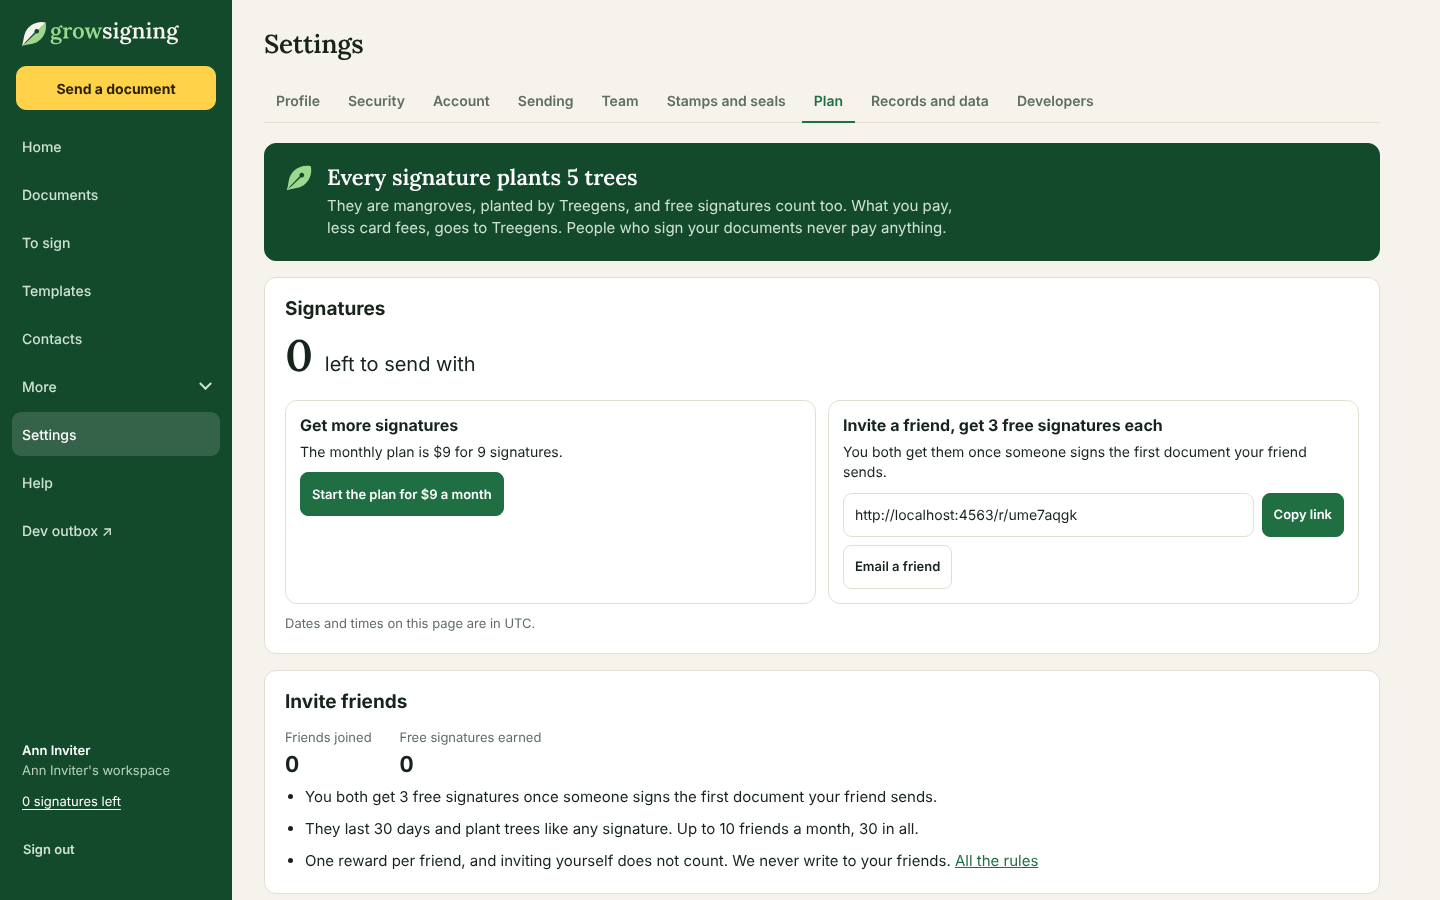 growsigning
Send a document
Home
Documents
To sign
Templates
Contacts
More
Settings
Help
Dev outbox ↗
Ann Inviter
Ann Inviter's workspace
0 signatures left
Sign out
Settings
Profile Security Account Sending Team Stamps and seals Plan Records and data Developers
Every signature plants 5 trees
They are mangroves, planted by Treegens, and free signatures count too. What you pay,
less card fees, goes to Treegens. People who sign your documents never pay anything.
Signatures
0 left to send with
Get more signatures
The monthly plan is $9 for 9 signatures.
Start the plan for $9 a month
Invite a friend, get 3 free signatures each
You both get them once someone signs the first document your friend
sends.
http://localhost:4563/r/ume7aqgk
Copy link
Email a friend
Dates and times on this page are in UTC.
Invite friends
Friends joined Free signatures earned
0 0
• You both get 3 free signatures once someone signs the first document your friend sends.
• They last 30 days and plant trees like any signature. Up to 10 friends a month, 30 in all.
• One reward per friend, and inviting yourself does not count. We never write to your friends. All the rules